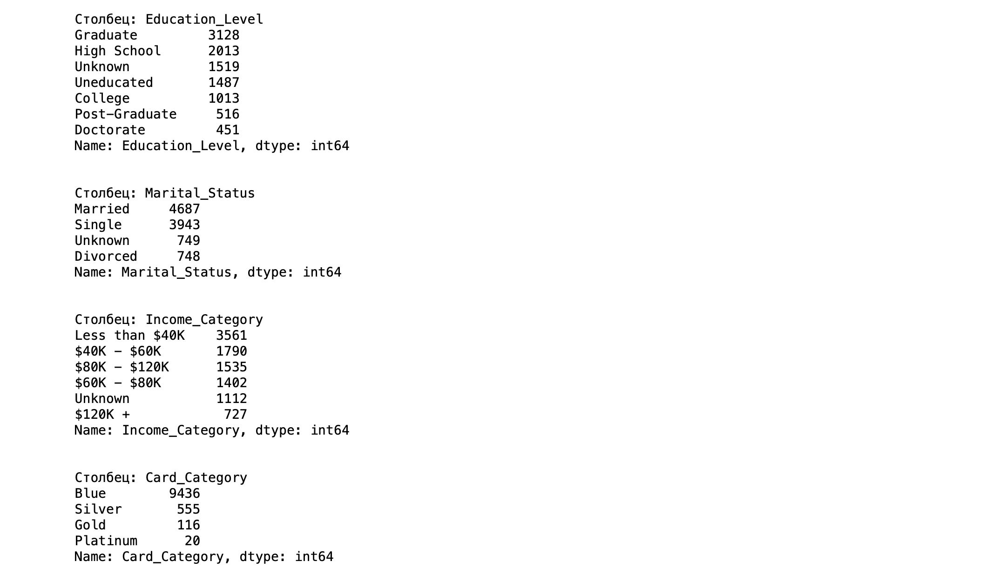 Столбец: Education_Level
Graduate 3128
High School 2013
Unknown 1519
Uneducated 1487
College 1013
Post-Graduate 516
Doctorate 451
Name: Education_Level, dtype: int64
Столбец: Marital_Status
Married 4687
Single 3943
Unknown 749
Divorced 748
Name: Marital_Status, dtype: int64
Столбец: Income_Category
Less than $40K 3561
$40K - $60K 1790
$80K - $120K 1535
$60K - $80K 1402
Unknown 1112
$120K + 727
Name: Income_Category, dtype: int64
Столбец: Card_Category
Blue 9436
Silver 555
Gold 116
Platinum 20
Name: Card_Category, dtype: int64